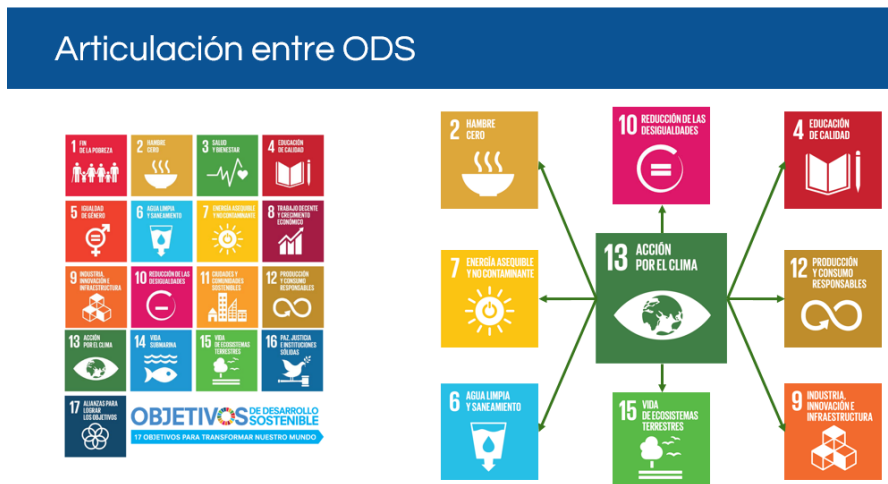 Articulación entre ODS
1 FIN
DE LA POBREZA
2 HAMBRE
CERO
3 SALUD
Y BIENESTAR
4 EDUCACIÓN
DE CALIDAD
5 IGUALDAD
DE GÉNERO
6 AGUA LIMPIA
Y SANEAMIENTO
7 ENERGÍA ASEQUIBLE
Y NO CONTAMINANTE
8 TRABAJO DECENTE
Y CRECIMIENTO
ECONÓMICO
9 INDUSTRIA,
INNOVACIÓN E
INFRAESTRUCTURA
10 REDUCCIÓN DE LAS
DESIGUALDADES
11 CIUDADES Y
COMUNIDADES
SOSTENIBLES
12 PRODUCCIÓN
Y CONSUMO
RESPONSABLES
13 ACCIÓN
POR EL CLIMA
14 VIDA
SUBMARINA
15 VIDA
DE ECOSISTEMAS
TERRESTRES
16 PAZ, JUSTICIA
E INSTITUCIONES
SÓLIDAS
17 ALIANZAS PARA
LOGRAR
LOS OBJETIVOS
OBJETIVOS DE DESARROLLO
SOSTENIBLE
17 OBJETIVOS PARA TRANSFORMAR NUESTRO MUNDO
2 HAMBRE
CERO
10 REDUCCIÓN DE LAS
DESIGUALDADES
4 EDUCACIÓN
DE CALIDAD
7 ENERGÍA ASEQUIBLE
Y NO CONTAMINANTE
13 ACCIÓN
POR EL CLIMA
12 PRODUCCIÓN
Y CONSUMO
RESPONSABLES
6 AGUA LIMPIA
Y SANEAMIENTO
15 VIDA
DE ECOSISTEMAS
TERRESTRES
9 INDUSTRIA,
INNOVACIÓN E
INFRAESTRUCTURA